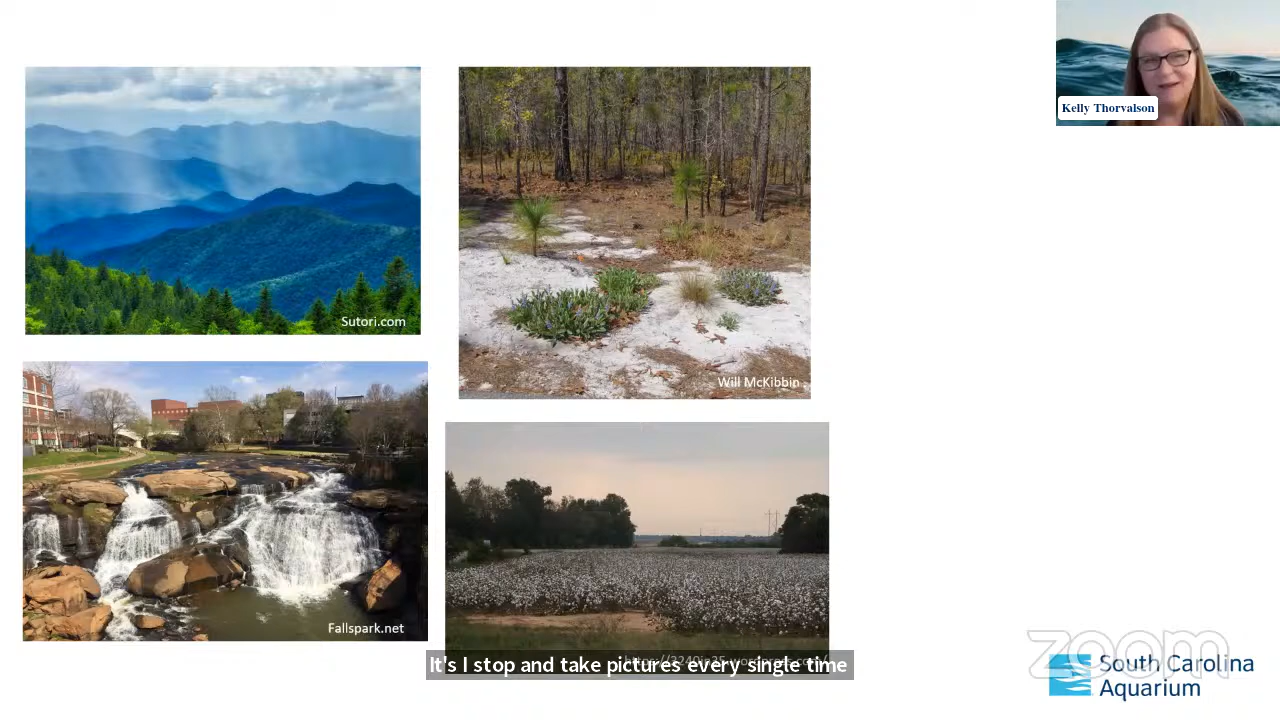 Kelly Thorvalson
Sutori.com
Will McKibbin
Fallspark.net
It's I stop and take pictures every single time
zoom
South Carolina
Aquarium